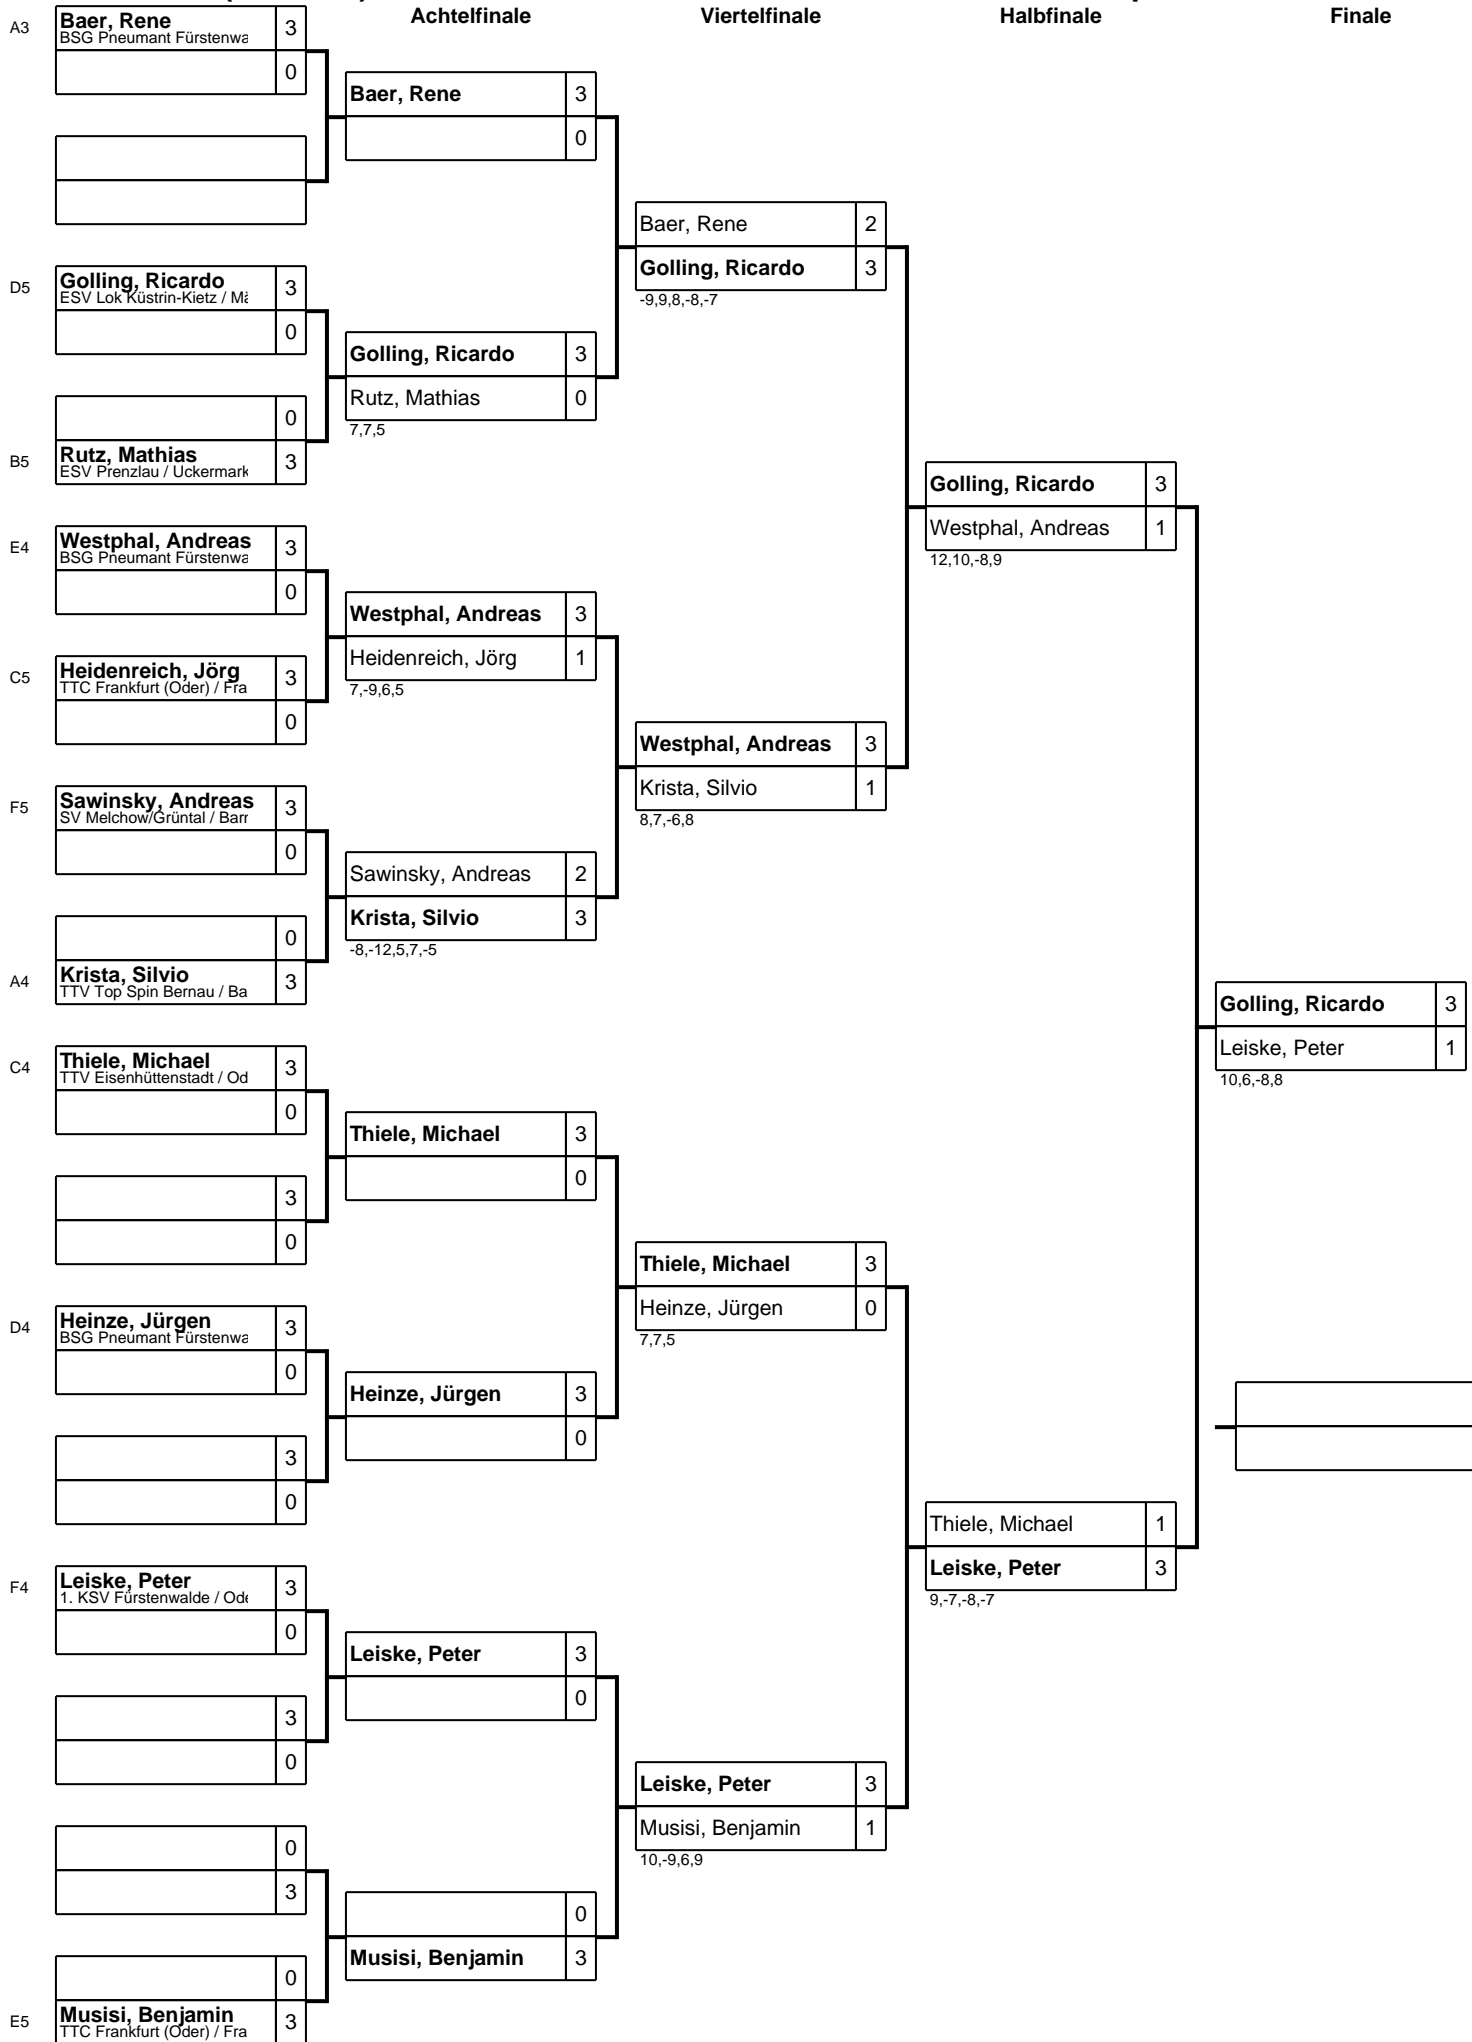 Achtelfinale Viertelfinale Halbfinale Finale
A3 Baer, Rene 3
BSG Pneumant Fürstenwa
0
Baer, Rene 3
0
Baer, Rene 2
Golling, Ricardo 3
-9,9,8,-8,-7
D5 Golling, Ricardo 3
ESV Lok Küstrin-Kietz / Mä
0
Golling, Ricardo 3
Rutz, Mathias 0
7,7,5
0
B5 Rutz, Mathias 3
ESV Prenzlau / Uckermark
Golling, Ricardo 3
Westphal, Andreas 1
12,10,-8,9
E4 Westphal, Andreas 3
BSG Pneumant Fürstenwa
0
Westphal, Andreas 3
Heidenreich, Jörg 1
7,-9,6,5
C5 Heidenreich, Jörg 3
TTC Frankfurt (Oder) / Fra
0
Westphal, Andreas 3
Krista, Silvio 1
8,7,-6,8
F5 Sawinsky, Andreas 3
SV Melchow/Grüntal / Barr
0
Sawinsky, Andreas 2
Krista, Silvio 3
-8,-12,5,7,-5
0
A4 Krista, Silvio 3
TTV Top Spin Bernau / Ba
Golling, Ricardo 3
Leiske, Peter 1
10,6,-8,8
C4 Thiele, Michael 3
TTV Eisenhüttenstadt / Od
0
Thiele, Michael 3
0
3
0
Thiele, Michael 3
Heinze, Jürgen 0
7,7,5
D4 Heinze, Jürgen 3
BSG Pneumant Fürstenwa
0
Heinze, Jürgen 3
0
3
0
Thiele, Michael 1
Leiske, Peter 3
9,-7,-8,-7
F4 Leiske, Peter 3
1. KSV Fürstenwalde / Ode
0
Leiske, Peter 3
0
3
0
Leiske, Peter 3
Musisi, Benjamin 1
10,-9,6,9
0
3
0
Musisi, Benjamin 3
0
E5 Musisi, Benjamin 3
TTC Frankfurt (Oder) / Fra